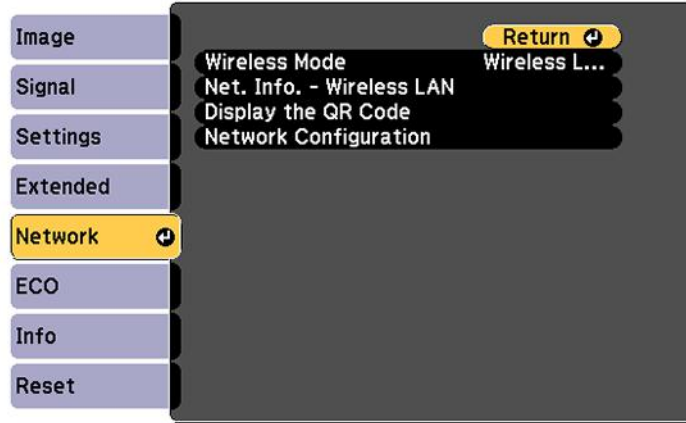 Image
Signal
Settings
Extended
Network
ECO
Info
Reset
Return
Wireless Mode Wireless L...
Net. Info. - Wireless LAN
Display the QR Code
Network Configuration